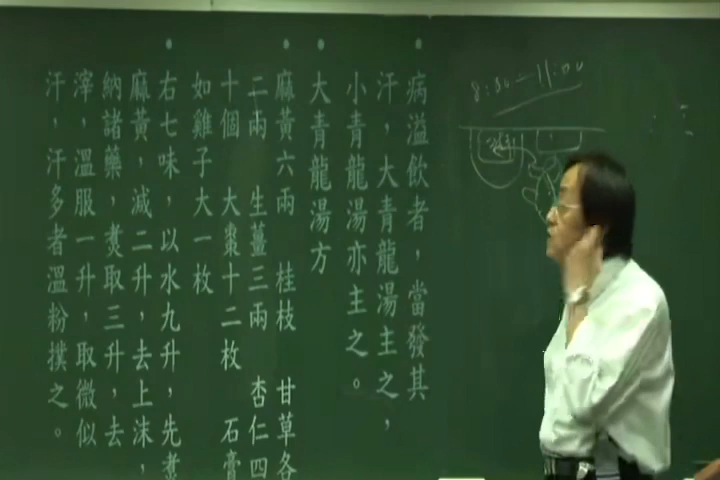 病溢飲者，當發其
汗，大青龍湯主之，
小青龍湯亦主之。
大青龍湯方
麻黃六兩 桂枝 甘草各
二兩 生薑三兩 杏仁四
十個 大棗十二枚 石膏
如雞子大一枚
右七味，以水九升，先煮
麻黃，減二升，去上沫，
納諸藥，煮取三升，去
滓，溫服一升，取微似
汗，汗多者溫粉撲之。
8:30-11:00